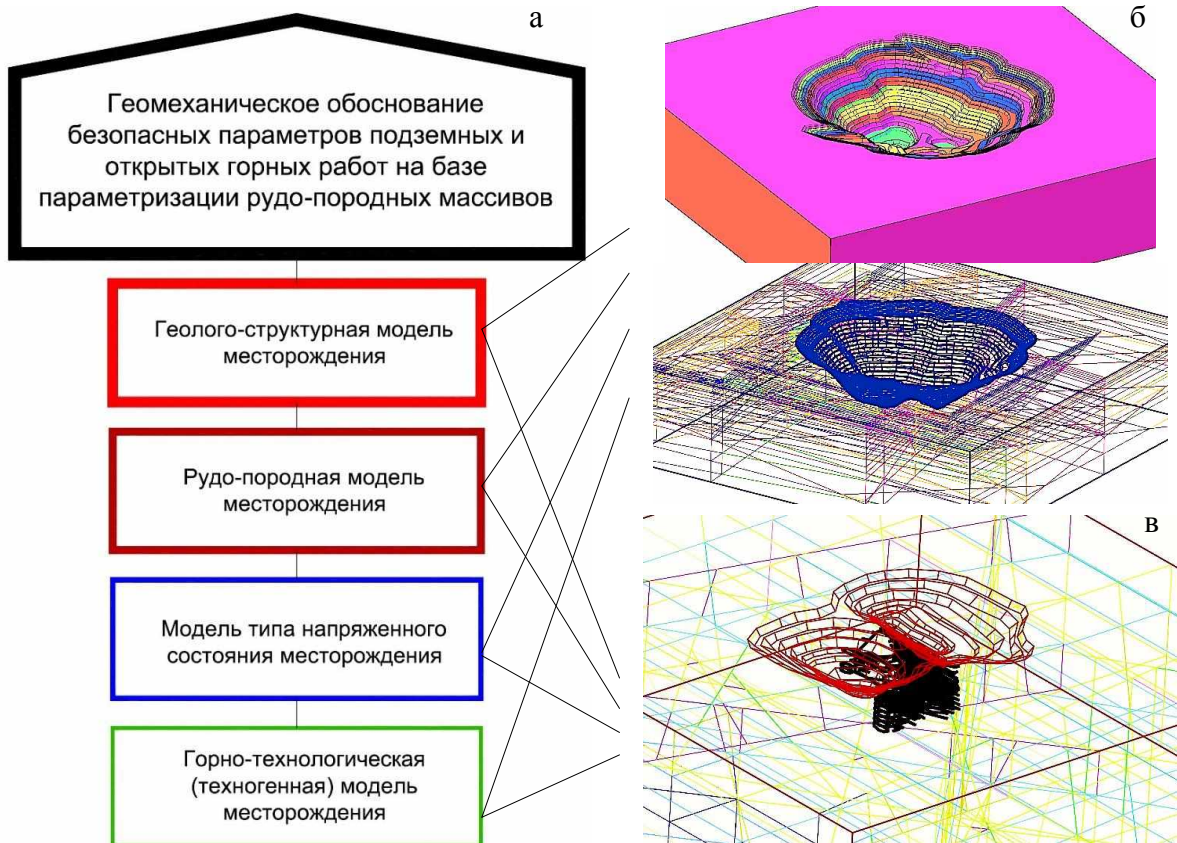 а
Геомеханическое обоснование
безопасных параметров подземных и
открытых горных работ на базе
параметризации рудо-породных массивов
Геолого-структурная модель
месторождения
Рудо-породная модель
месторождения
Модель типа напряженного
состояния месторождения
Горно-технологическая
(техногенная) модель
месторождения
б
в